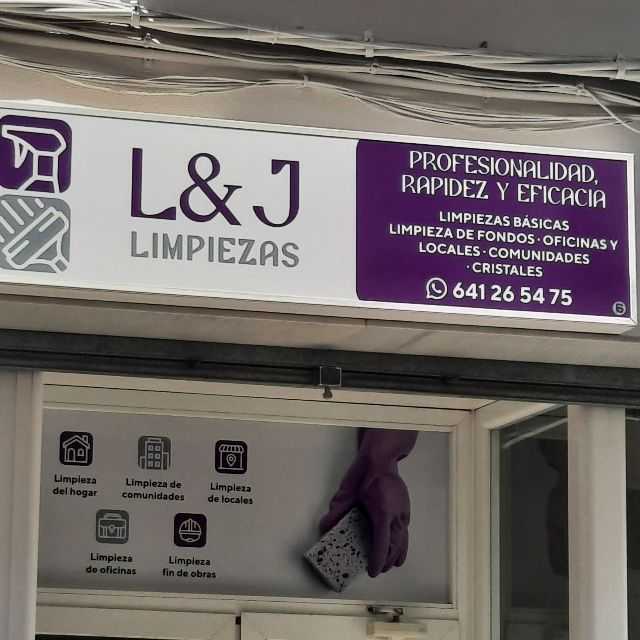 L&J
LIMPIEZAS
PROFESIONALIDAD,
RAPIDEZ Y EFICACIA
LIMPIEZAS BÁSICAS
LIMPIEZA DE FONDOS · OFICINAS Y
LOCALES · COMUNIDADES
· CRISTALES
641 26 54 75
Limpieza
del hogar
Limpieza de
comunidades
Limpieza
de locales
Limpieza
de oficinas
Limpieza
fin de obras